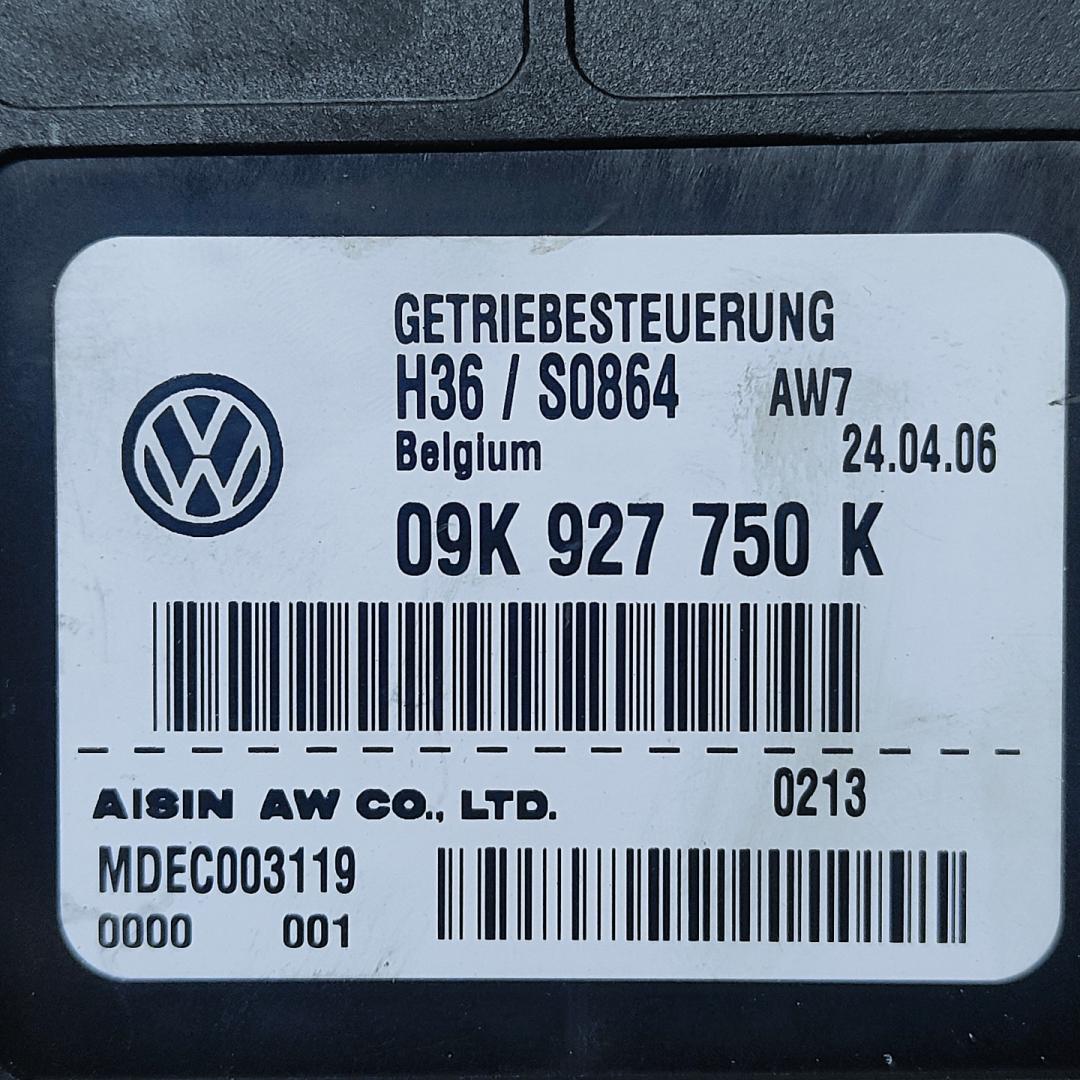 GETRIEBESTEUERUNG
H36 / S0864 AW7
Belgium 24.04.06
09K 927 750 K
AISIN AW CO., LTD. 0213
MDEC003119
0000 001